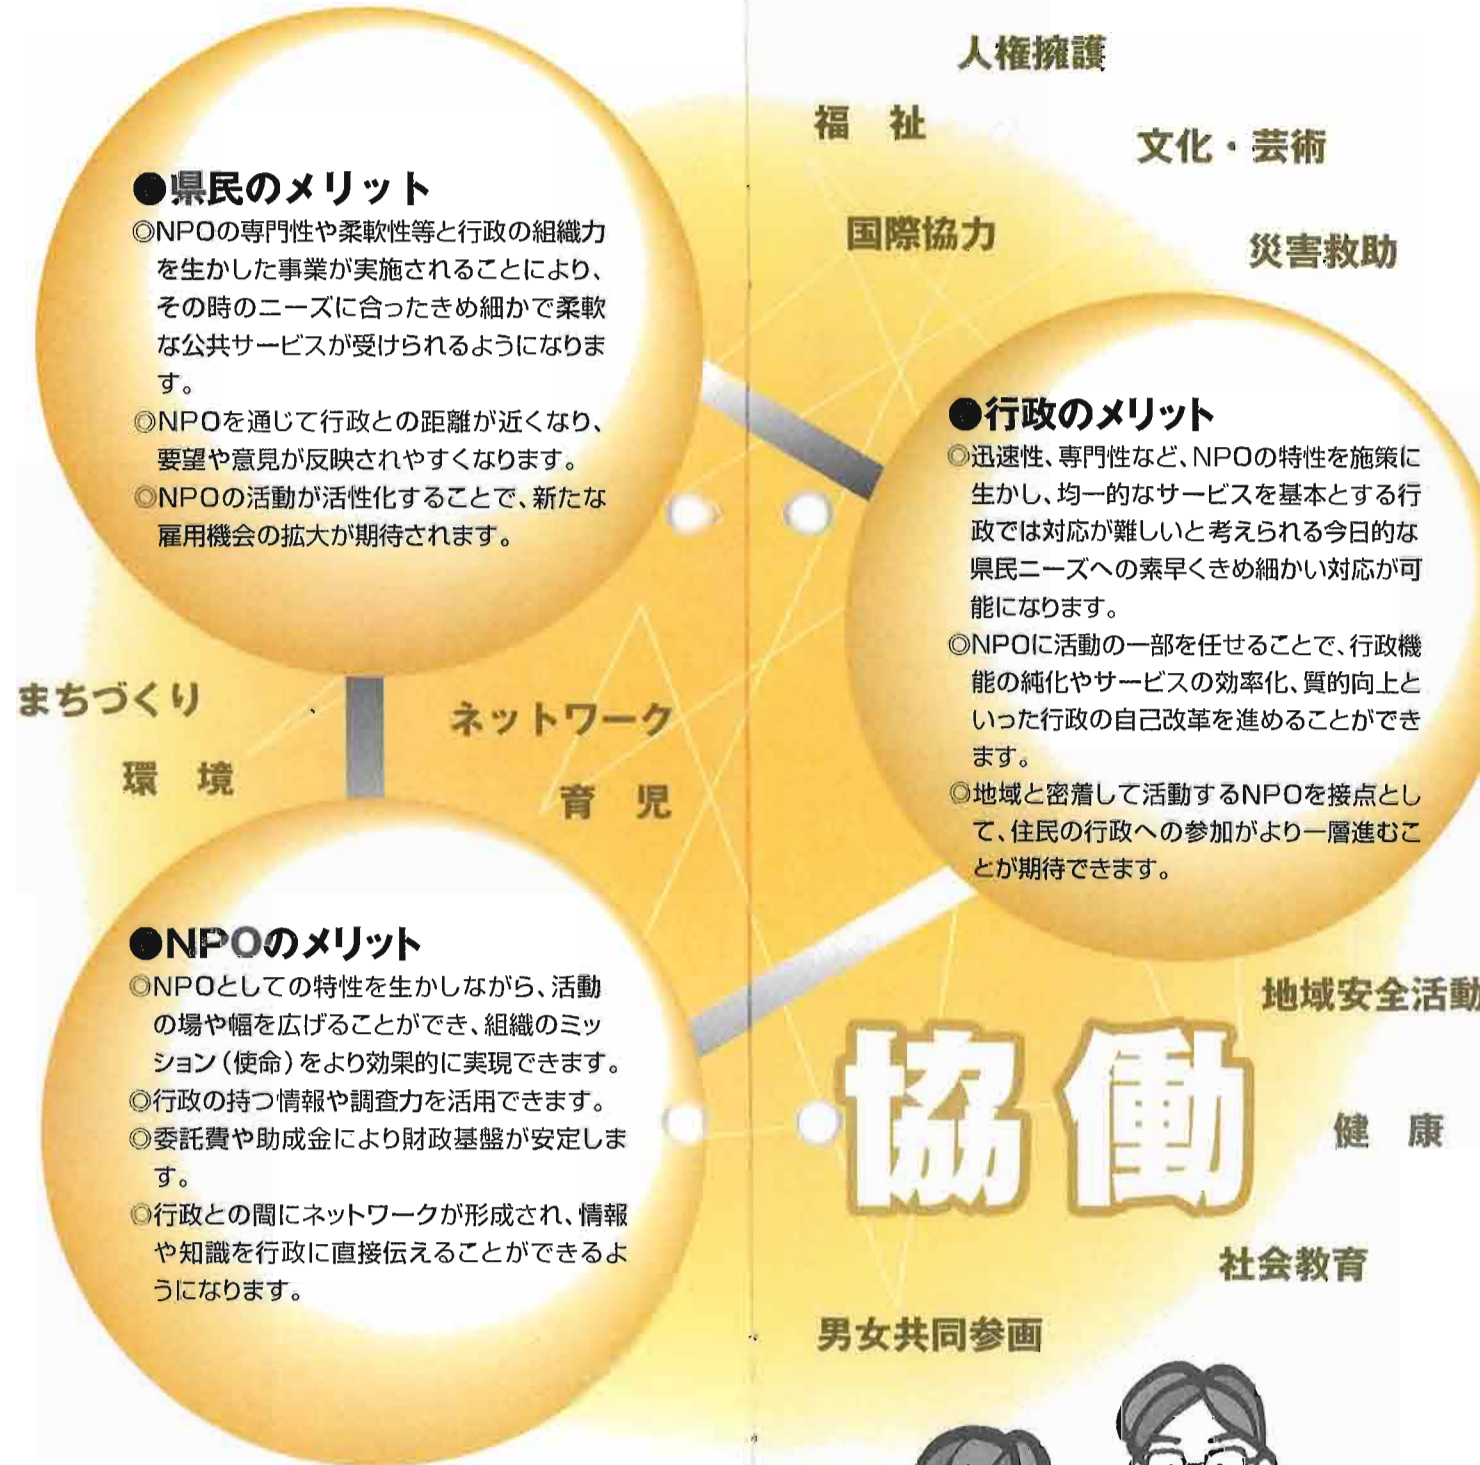 人権擁護
福　祉
文化・芸術
国際協力
災害救助
●県民のメリット
◎NPOの専門性や柔軟性等と行政の組織力
を生かした事業が実施されることにより、
その時のニーズに合ったきめ細かで柔軟
な公共サービスが受けられるようになりま
す。
◎NPOを通じて行政との距離が近くなり、
要望や意見が反映されやすくなります。
◎NPOの活動が活性化することで、新たな
雇用機会の拡大が期待されます。
●行政のメリット
◎迅速性、専門性など、NPOの特性を施策に
生かし、均一的なサービスを基本とする行
政では対応が難しいと考えられる今日的な
県民ニーズへの素早くきめ細かい対応が可
能になります。
◎NPOに活動の一部を任せることで、行政機
能の純化やサービスの効率化、質的向上と
いった行政の自己改革を進めることができ
ます。
◎地域と密着して活動するNPOを接点とし
て、住民の行政への参加がより一層進むこ
とが期待できます。
まちづくり
環　境
ネットワーク
育　児
●NPOのメリット
◎NPOとしての特性を生かしながら、活動
の場や幅を広げることができ、組織のミッ
ション（使命）をより効果的に実現できます。
◎行政の持つ情報や調査力を活用できます。
◎委託費や助成金により財政基盤が安定しま
す。
◎行政との間にネットワークが形成され、情報
や知識を行政に直接伝えることができるよ
うになります。
地域安全活動
協働
健　康
社会教育
男女共同参画